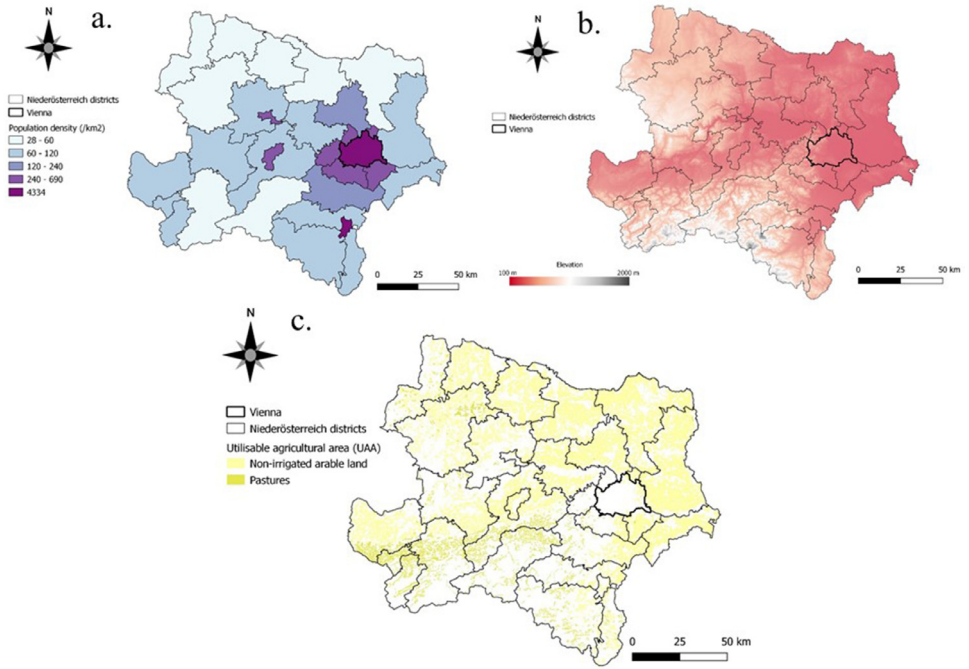 a.
N
Niederösterreich districts
Vienna
Population density (/km2)
28 - 60
60 - 120
120 - 240
240 - 690
4334
0 25 50 km
b.
N
Niederösterreich districts
Vienna
Elevation
100 m 2000 m
0 25 50 km
c.
N
Vienna
Niederösterreich districts
Utilisable agricultural area (UAA)
Non-irrigated arable land
Pastures
0 25 50 km